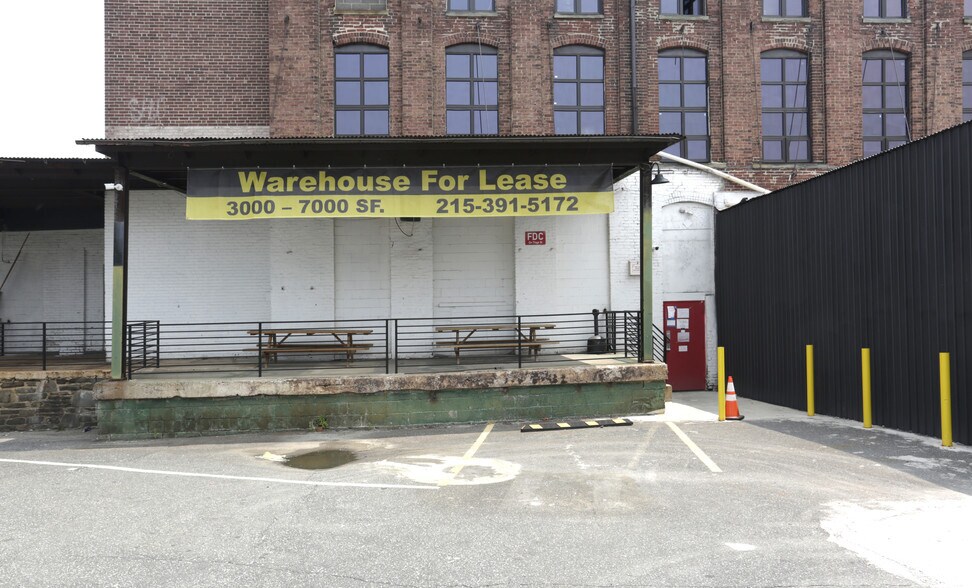 Warehouse For Lease
3000 – 7000 SF. 215-391-5172
FDC